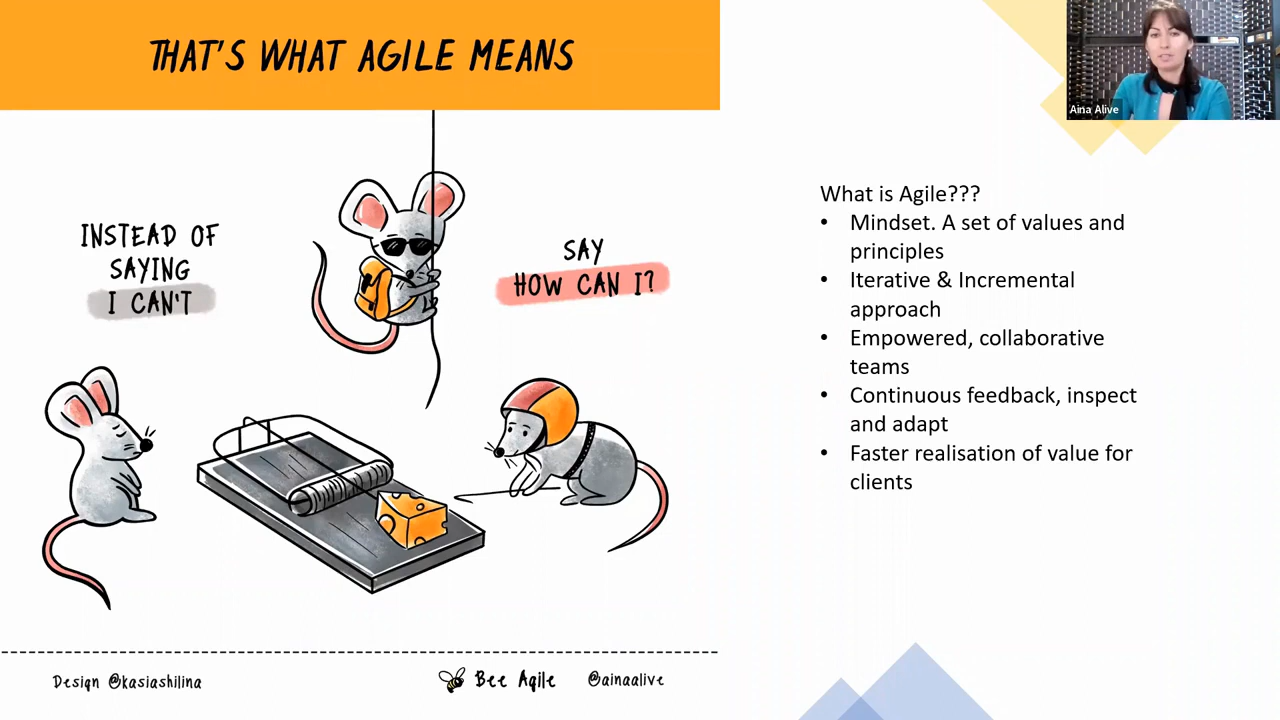 THAT'S WHAT AGILE MEANS
INSTEAD OF
SAYING
I CAN'T
SAY
HOW CAN I?
Design @kasiashilina
Bee Agile
@ainaalive
Aina Alive
What is Agile???
• Mindset. A set of values and
principles
• Iterative & Incremental
approach
• Empowered, collaborative
teams
• Continuous feedback, inspect
and adapt
• Faster realisation of value for
clients